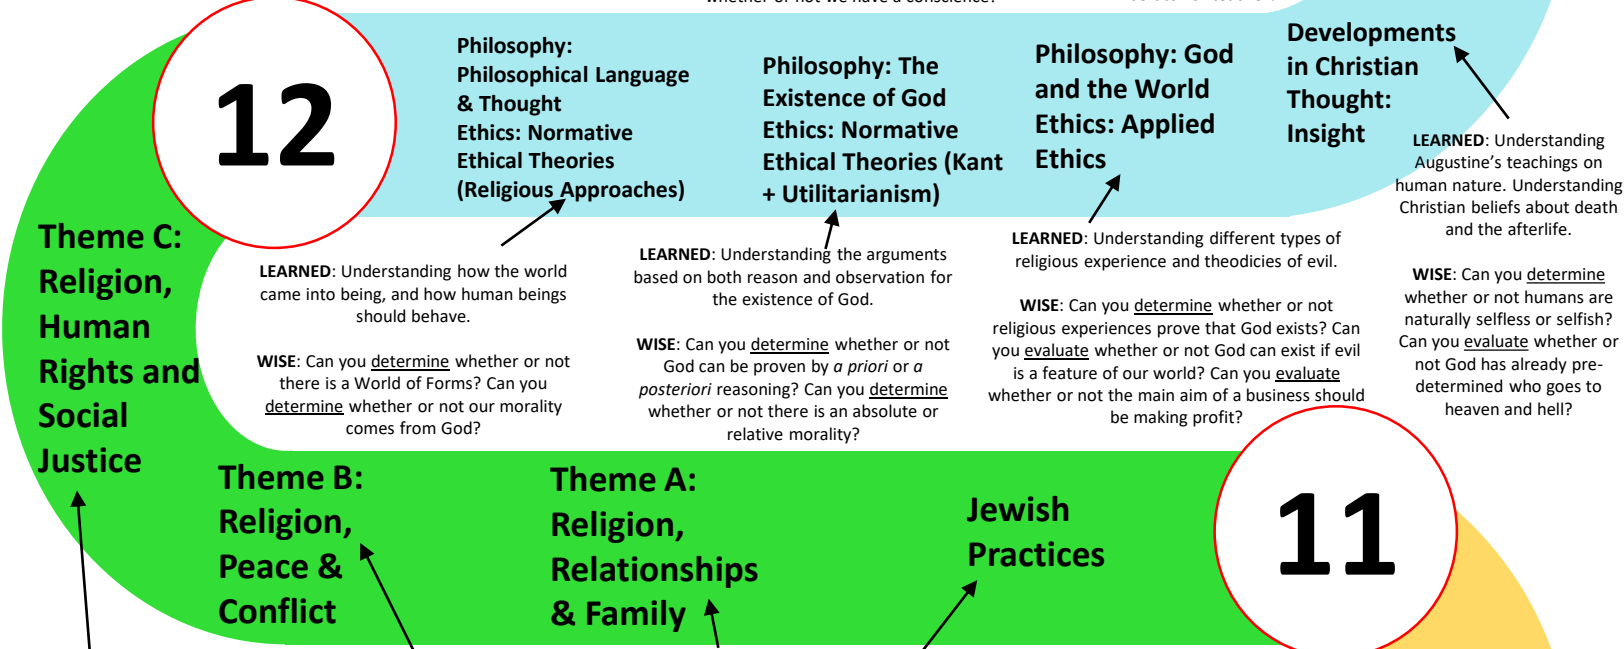 whether or not we have a conscience?
12
Philosophy:
Philosophical Language
& Thought
Ethics: Normative
Ethical Theories
(Religious Approaches)
Philosophy: The
Existence of God
Ethics: Normative
Ethical Theories (Kant
+ Utilitarianism)
Philosophy: God
and the World
Ethics: Applied
Ethics
Developments
in Christian
Thought:
Insight
LEARNED: Understanding
Augustine's teachings on
human nature. Understanding
Christian beliefs about death
and the afterlife.
WISE: Can you determine
whether or not humans are
naturally selfless or selfish?
Can you evaluate whether or
not God has already pre-
determined who goes to
heaven and hell?
LEARNED: Understanding how the world
came into being, and how human beings
should behave.
WISE: Can you determine whether or not
there is a World of Forms? Can you
determine whether or not our morality
comes from God?
LEARNED: Understanding the arguments
based on both reason and observation for
the existence of God.
WISE: Can you determine whether or not
God can be proven by a priori or a
posteriori reasoning? Can you determine
whether or not there is an absolute or
relative morality?
LEARNED: Understanding different types of
religious experience and theodicies of evil.
WISE: Can you determine whether or not
religious experiences prove that God exists? Can
you evaluate whether or not God can exist if evil
is a feature of our world? Can you evaluate
whether or not the main aim of a business should
be making profit?
Theme C:
Religion,
Human
Rights and
Social
Justice
Theme B:
Religion,
Peace &
Conflict
Theme A:
Religion,
Relationships
& Family
Jewish
Practices
11